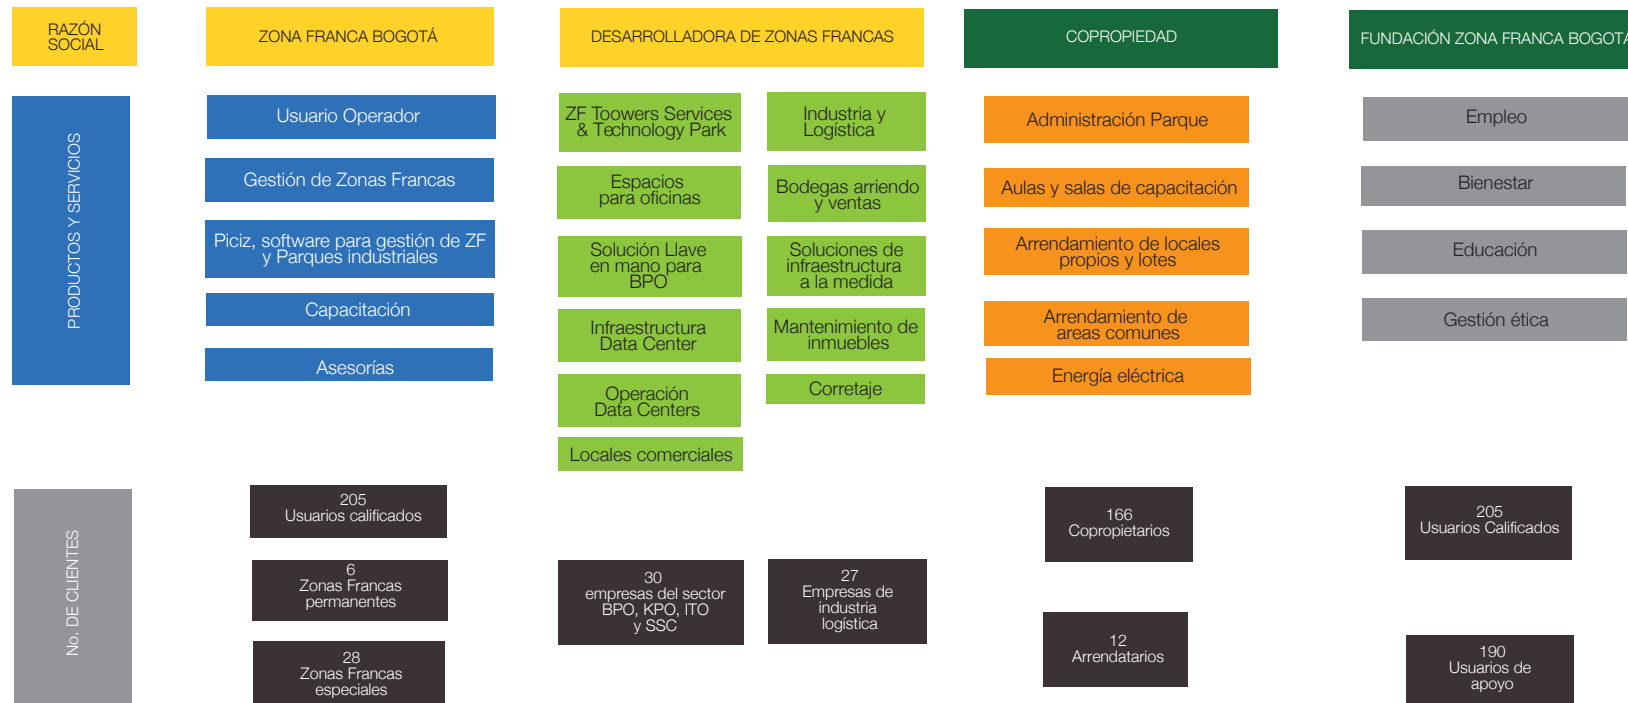 RAZÓN
SOCIAL
ZONA FRANCA BOGOTÁ
DESARROLLADORA DE ZONAS FRANCAS
COPROPIEDAD
FUNDACIÓN ZONA FRANCA BOGOTÁ
PRODUCTOS Y SERVICIOS
Usuario Operador
Gestión de Zonas Francas
Piciz, software para gestión de ZF
y Parques industriales
Capacitación
Asesorías
ZF Toowers Services
& Technology Park
Espacios
para oficinas
Solución Llave
en mano para
BPO
Infraestructura
Data Center
Operación
Data Centers
Locales comerciales
Industria y
Logística
Bodegas arriendo
y ventas
Soluciones de
infraestructura
a la medida
Mantenimiento de
inmuebles
Corretaje
Administración Parque
Aulas y salas de capacitación
Arrendamiento de locales
propios y lotes
Arrendamiento de
areas comunes
Energía eléctrica
Empleo
Bienestar
Educación
Gestión ética
No. DE CLIENTES
205
Usuarios calificados
6
Zonas Francas
permanentes
28
Zonas Francas
especiales
30
empresas del sector
BPO, KPO, ITO
y SSC
27
Empresas de
industria
logística
166
Copropietarios
12
Arrendatarios
205
Usuarios Calificados
190
Usuarios de
apoyo